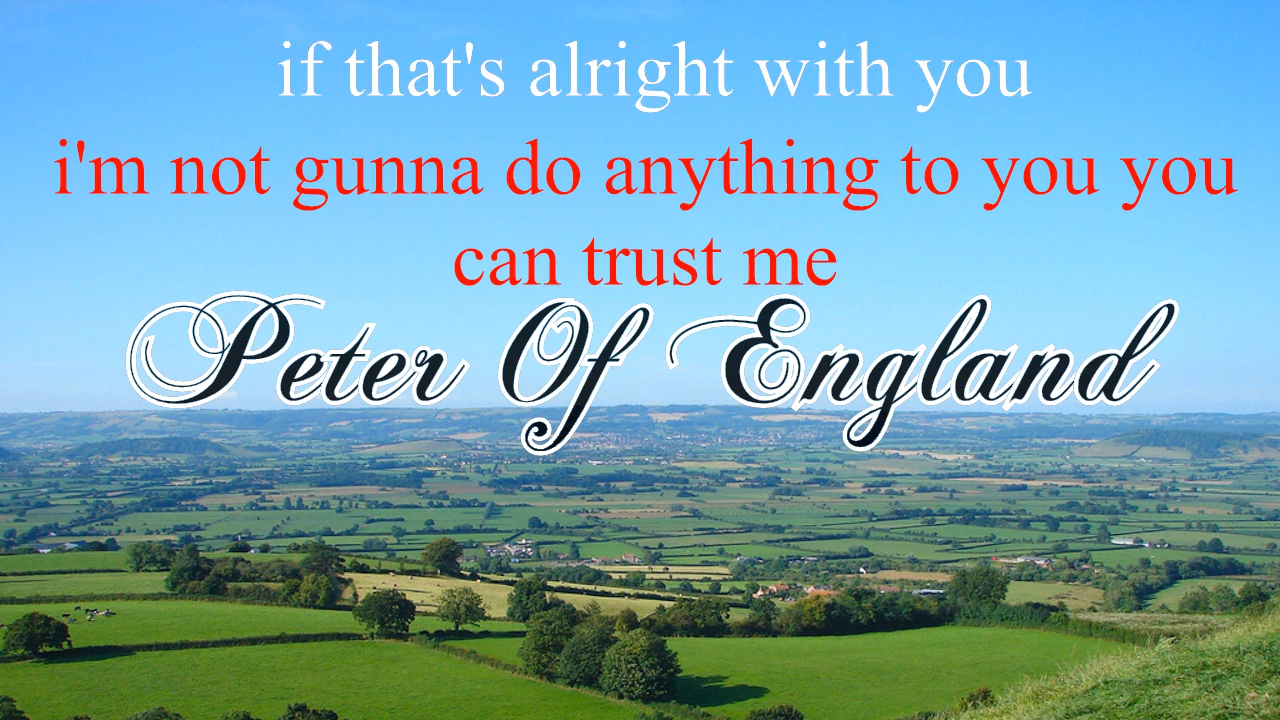 if that's alright with you
i'm not gunna do anything to you you
can trust me
Peter Of England